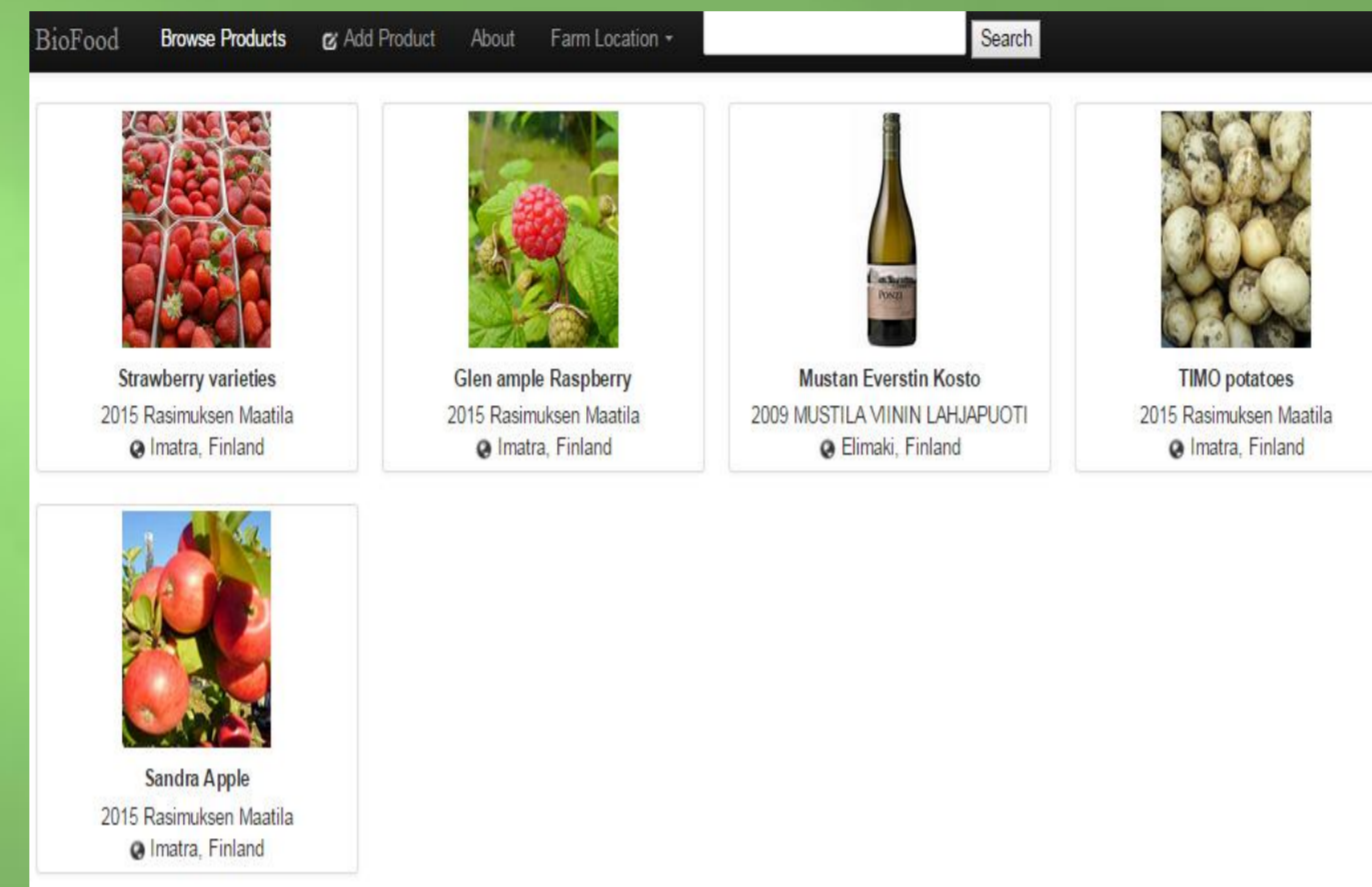 BioFood Browse Products Add Product About Farm Location Search
Strawberry varieties
2015 Rasimuksen Maatila
Imatra, Finland
Glen ample Raspberry
2015 Rasimuksen Maatila
Imatra, Finland
PONZI
Mustan Everstin Kosto
2009 MUSTILA VIININ LAHJAPUOTI
Elimaki, Finland
TIMO potatoes
2015 Rasimuksen Maatila
Imatra, Finland
Sandra Apple
2015 Rasimuksen Maatila
Imatra, Finland